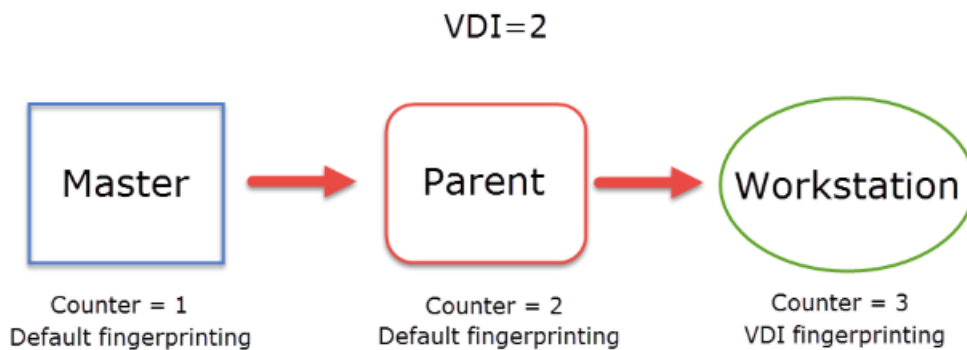 VDI=2
Master
Parent
Workstation
Counter = 1
Default fingerprinting
Counter = 2
Default fingerprinting
Counter = 3
VDI fingerprinting